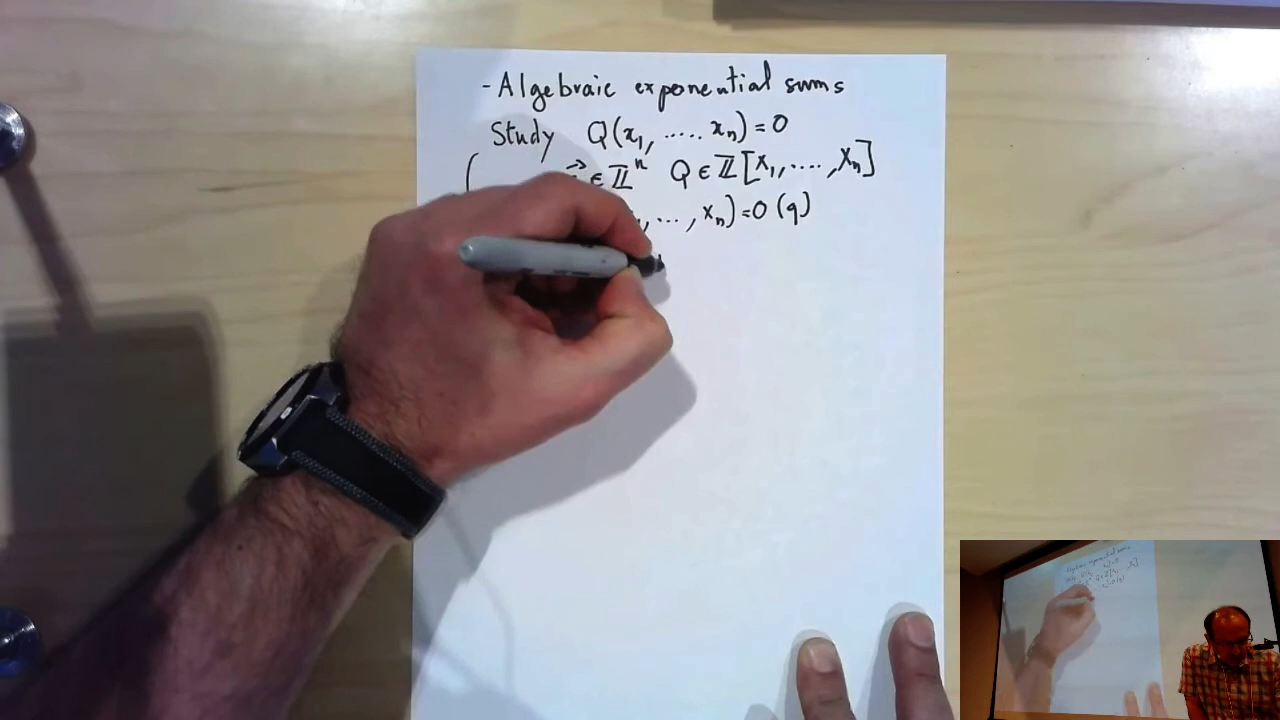 - Algebraic exponential sums
Study Q(x₁, ..... xₙ) = 0
( ∈ ℤⁿ Q ∈ ℤ[X₁, ...., Xₙ]
, ... , xₙ) = 0 (q)